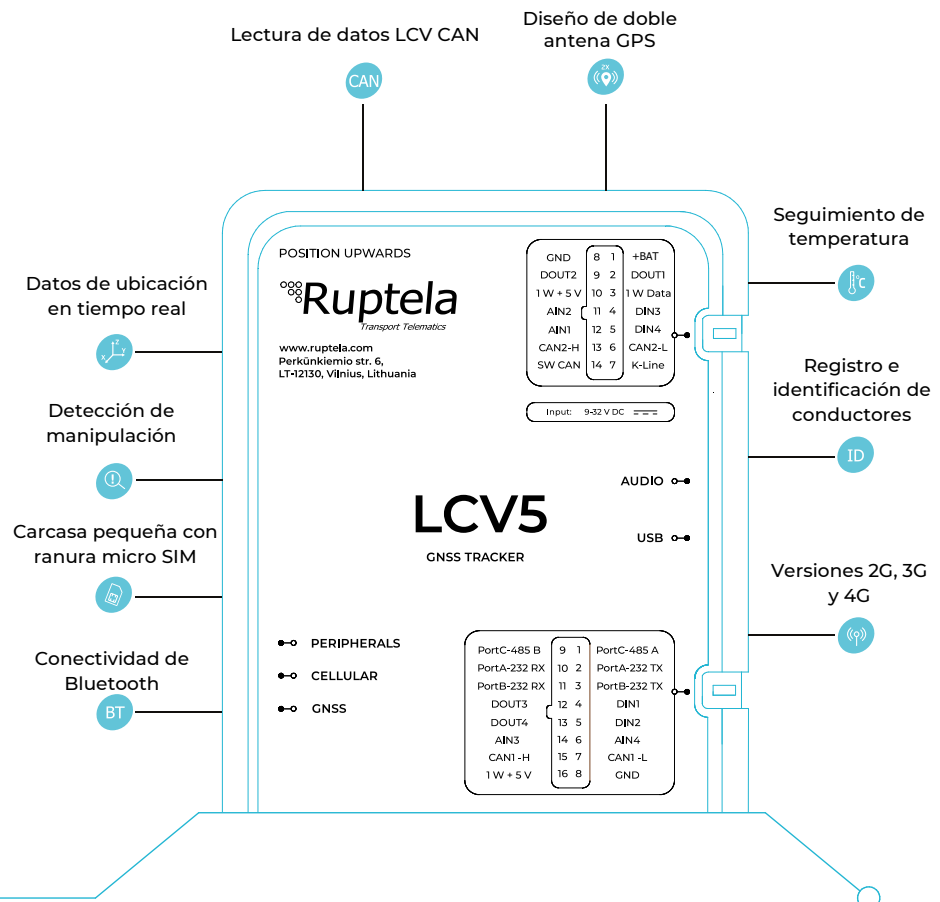 Lectura de datos LCV CAN
CAN
Diseño de doble
antena GPS
2X
Datos de ubicación
en tiempo real
Z
X
Y
Detección de
manipulación
Carcasa pequeña con
ranura micro SIM
Conectividad de
Bluetooth
BT
Seguimiento de
temperatura
°C
Registro e
identificación de
conductores
ID
Versiones 2G, 3G
y 4G
POSITION UPWARDS
Ruptela
Transport Telematics
www.ruptela.com
Perkūnkiemio str. 6,
LT-12130, Vilnius, Lithuania
GND 8 1 +BAT
DOUT2 9 2 DOUT1
1 W + 5 V 10 3 1 W Data
AIN2 11 4 DIN3
AIN1 12 5 DIN4
CAN2-H 13 6 CAN2-L
SW CAN 14 7 K-Line
Input: 9-32 V DC
AUDIO
USB
LCV5
GNSS TRACKER
PERIPHERALS
CELLULAR
GNSS
PortC-485 B 9 1 PortC-485 A
PortA-232 RX 10 2 PortA-232 TX
PortB-232 RX 11 3 PortB-232 TX
DOUT3 12 4 DIN1
DOUT4 13 5 DIN2
AIN3 14 6 AIN4
CAN1 -H 15 7 CAN1 -L
1 W + 5 V 16 8 GND